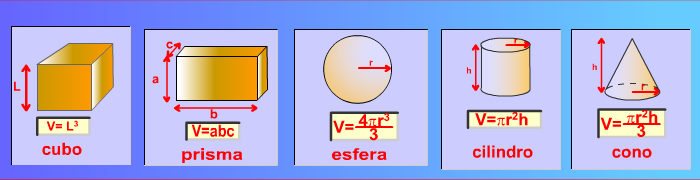 L
V= L³
cubo
c
a
b
V=abc
prisma
r
V=4πr³/3
esfera
r
h
V=πr²h
cilindro
h
r
V=πr²h/3
cono